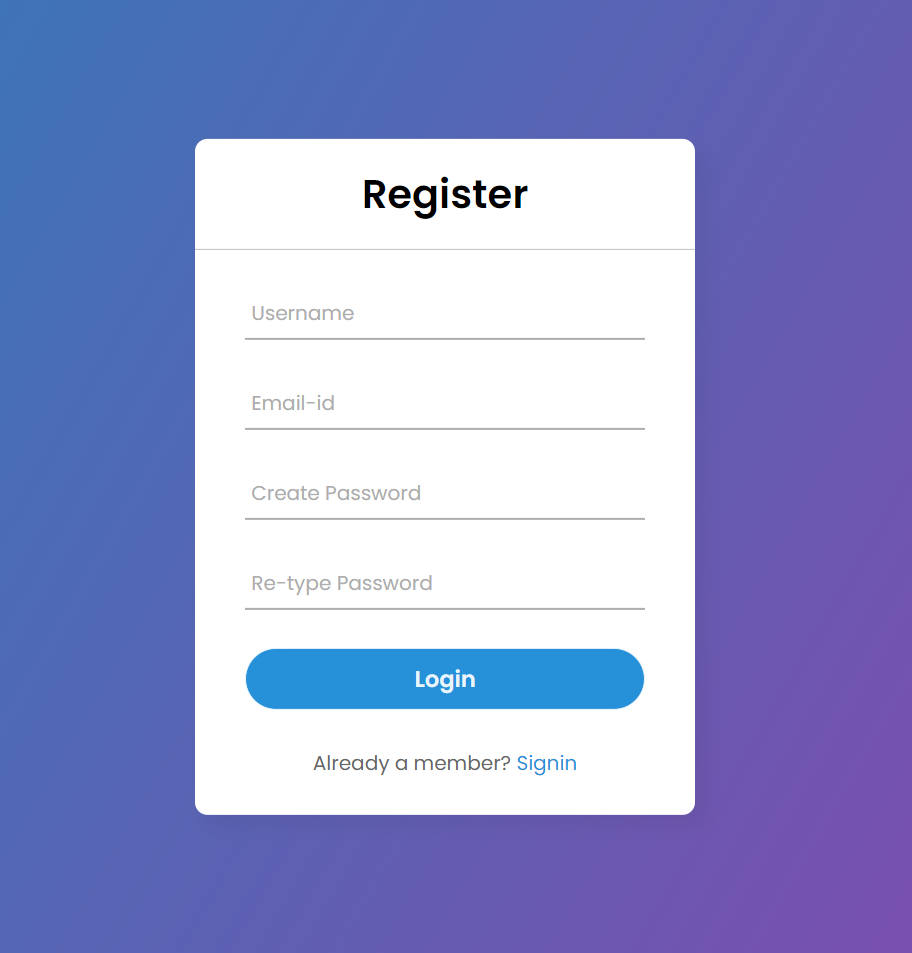 Register
Username
Email-id
Create Password
Re-type Password
Login
Already a member? Signin